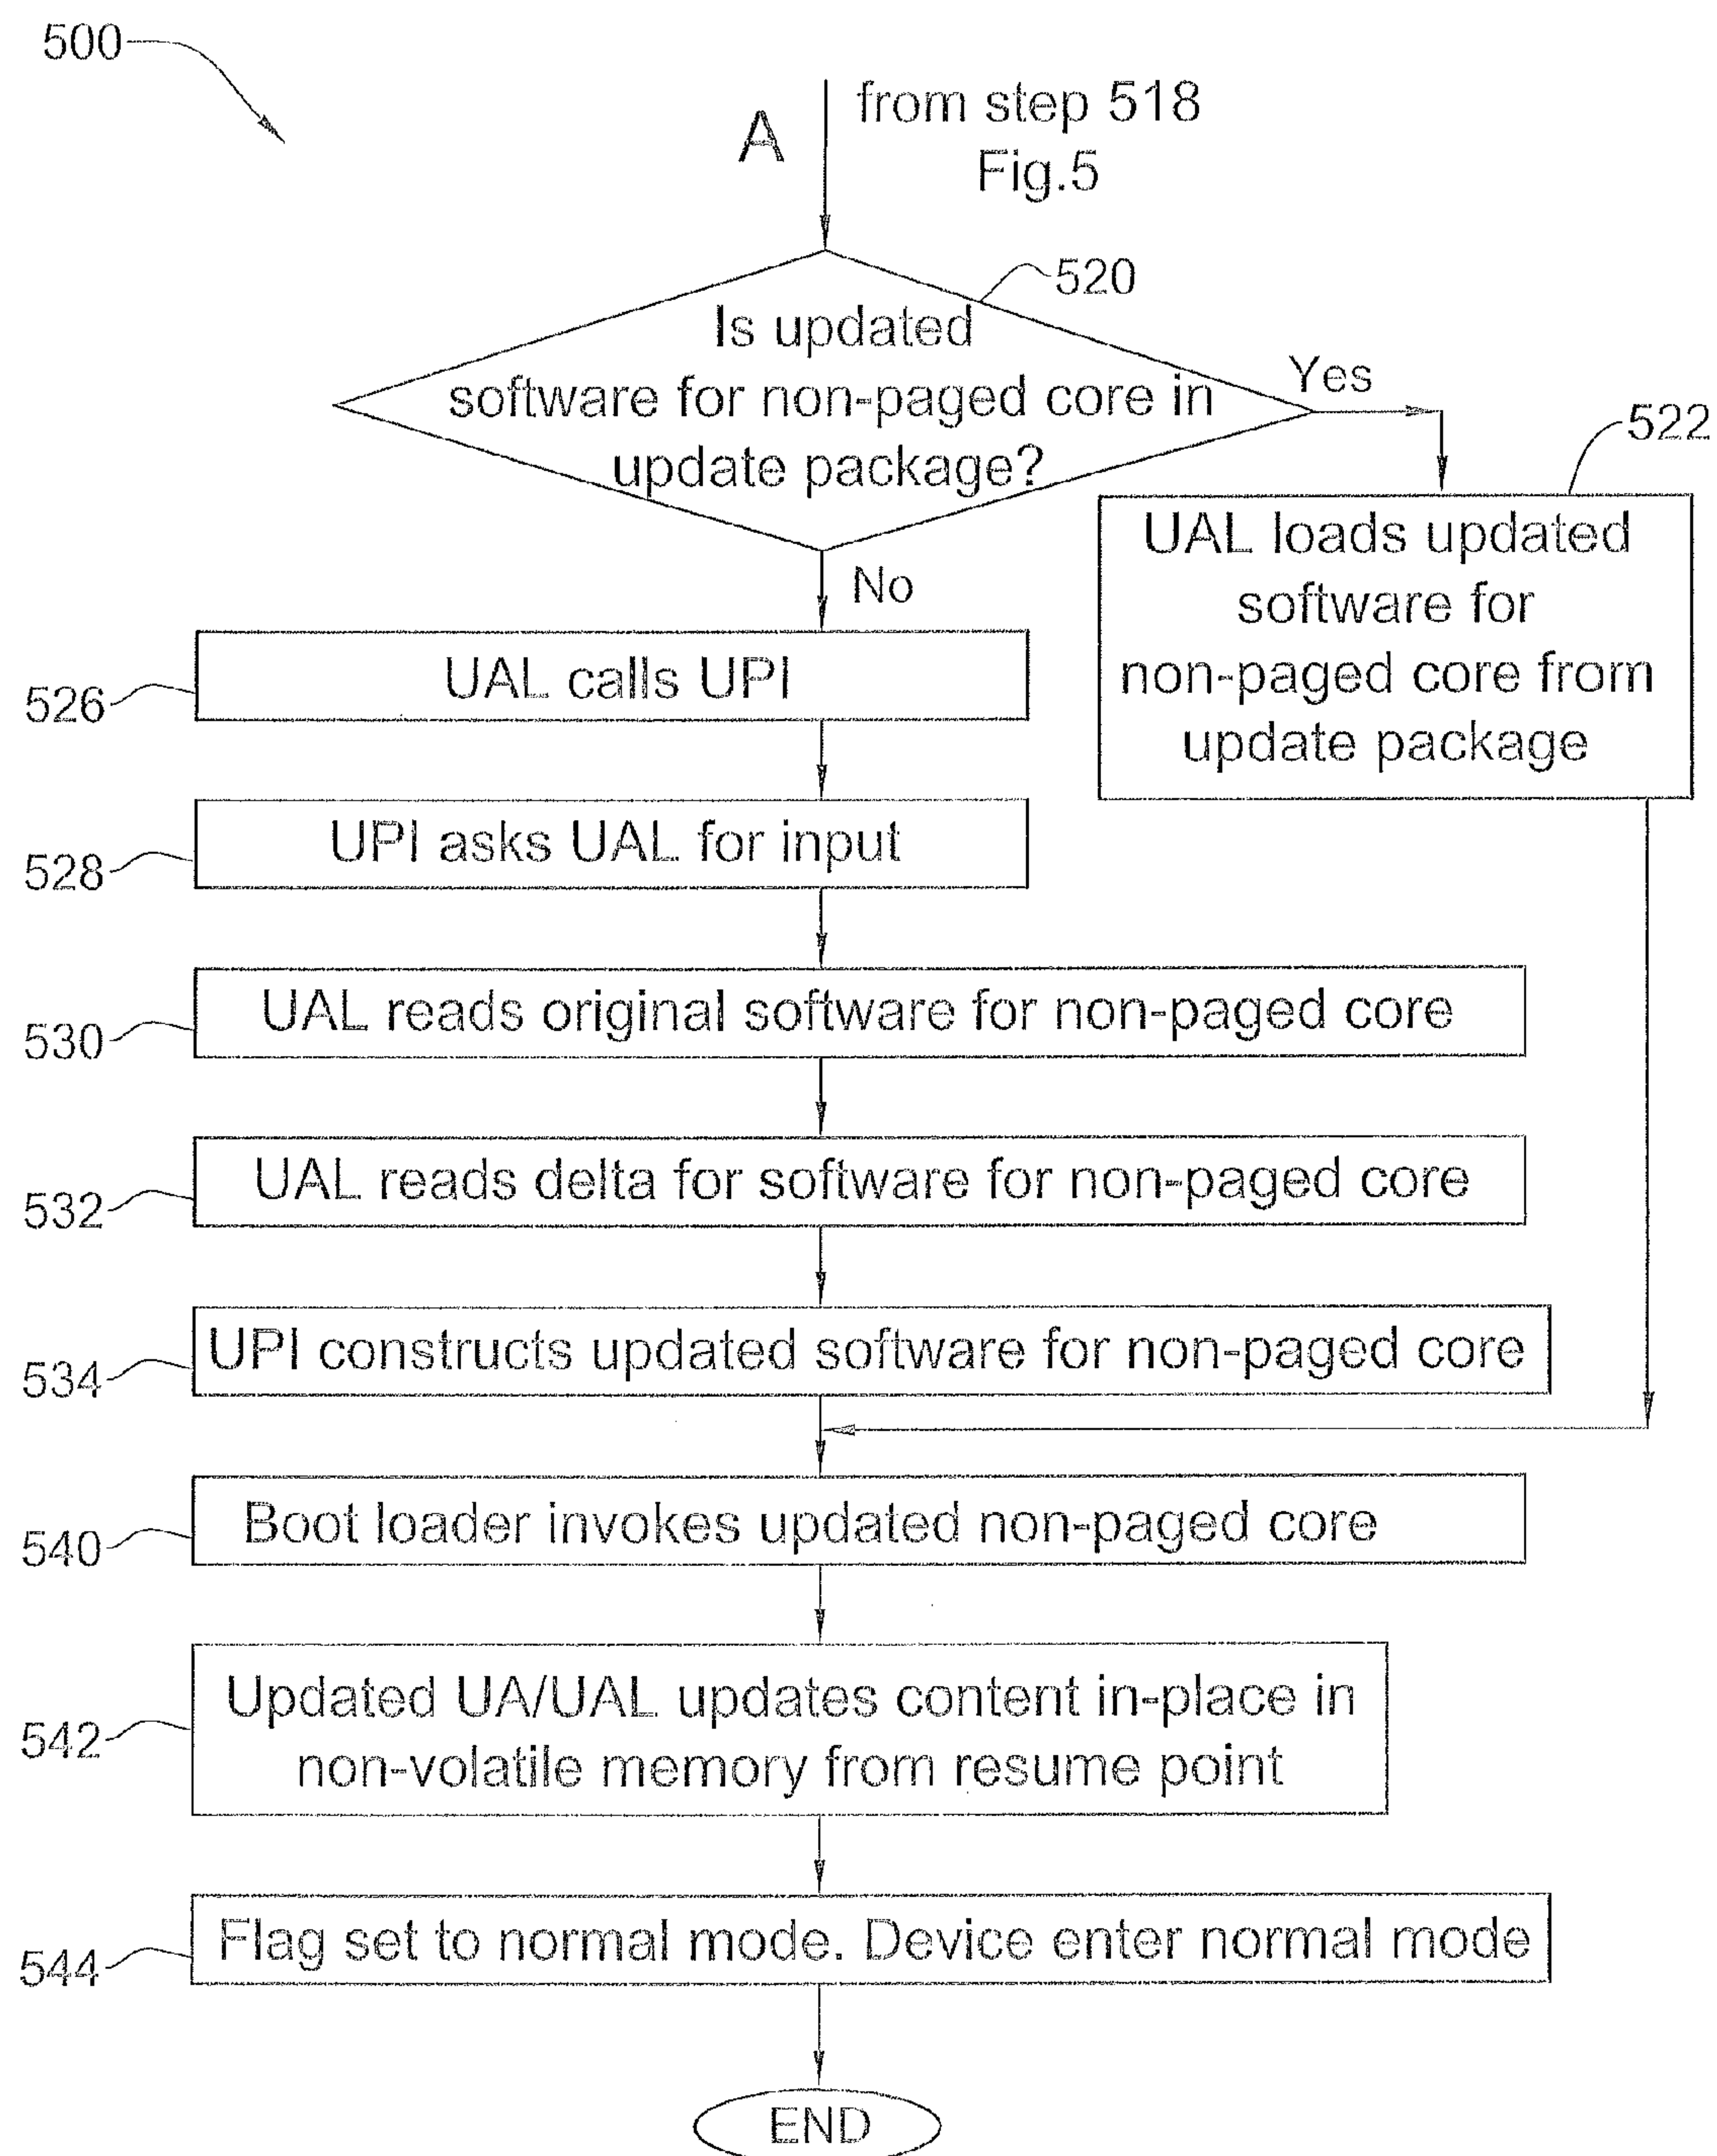 500
A
from step 518
Fig.5
520
Is updated
software for non-paged core in
update package?
Yes
522
UAL loads updated
software for
non-paged core from
update package
No
526
UAL calls UPI
528
UPI asks UAL for input
530
UAL reads original software for non-paged core
532
UAL reads delta for software for non-paged core
534
UPI constructs updated software for non-paged core
540
Boot loader invokes updated non-paged core
542
Updated UA/UAL updates content in-place in
non-volatile memory from resume point
544
Flag set to normal mode. Device enter normal mode
END